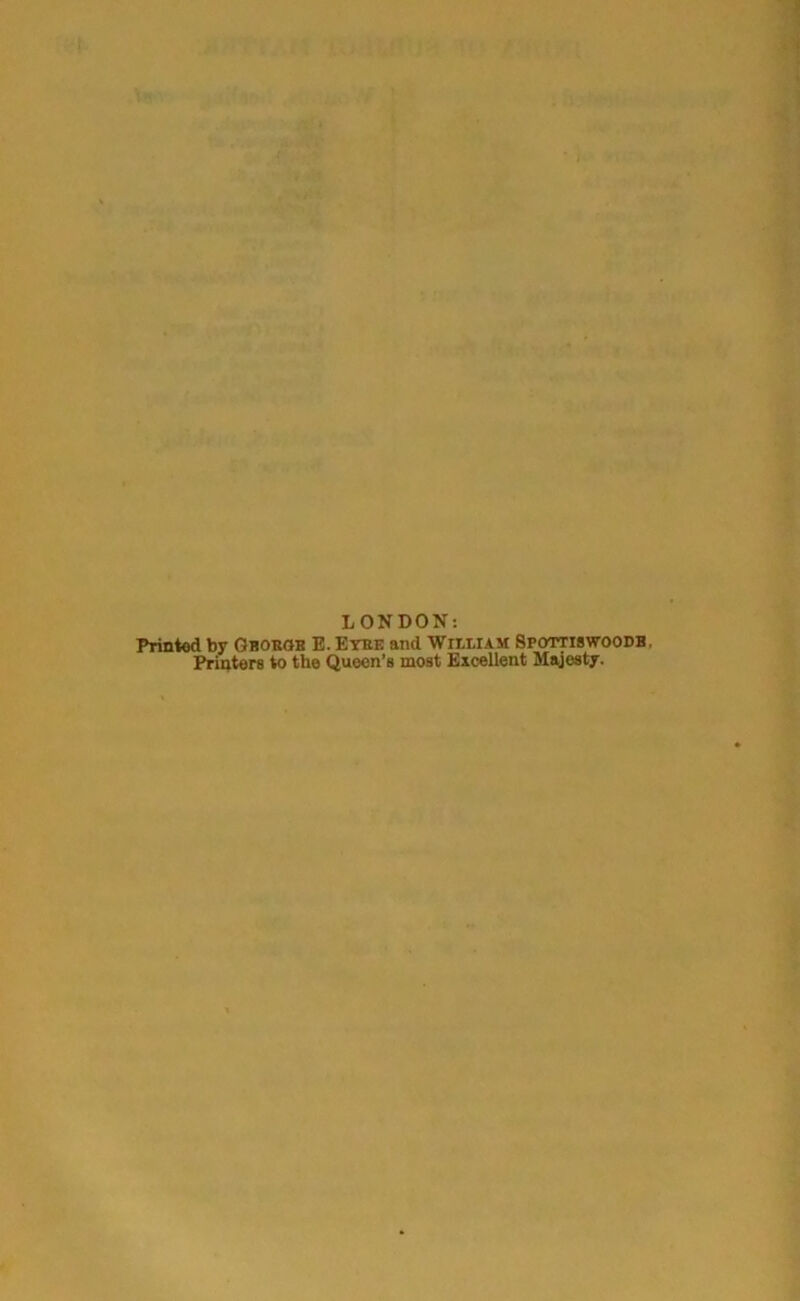 LONDON:
Printed by GEORGE E. EYRE and WILLIAM SPOTTISWOODE,
Printers to the Queen's most Excellent Majesty.